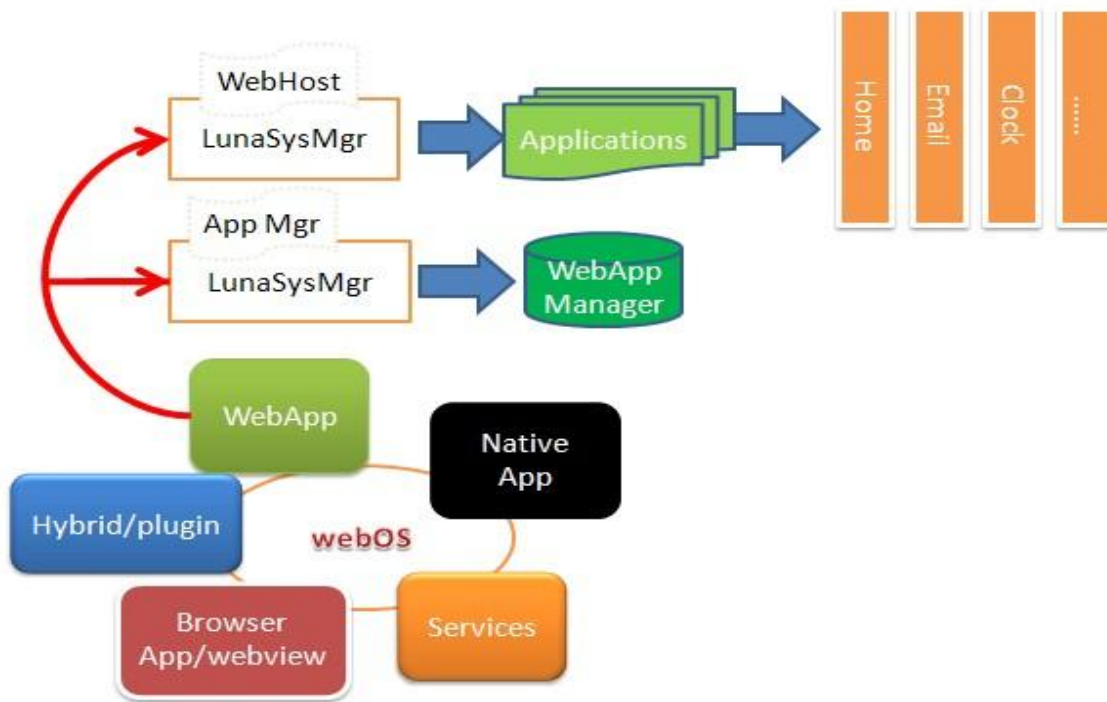 WebHost
LunaSysMgr
Applications
Home
Email
Clock
......
App Mgr
LunaSysMgr
WebApp
Manager
WebApp
Native
App
Hybrid/plugin
webOS
Browser
App/webview
Services